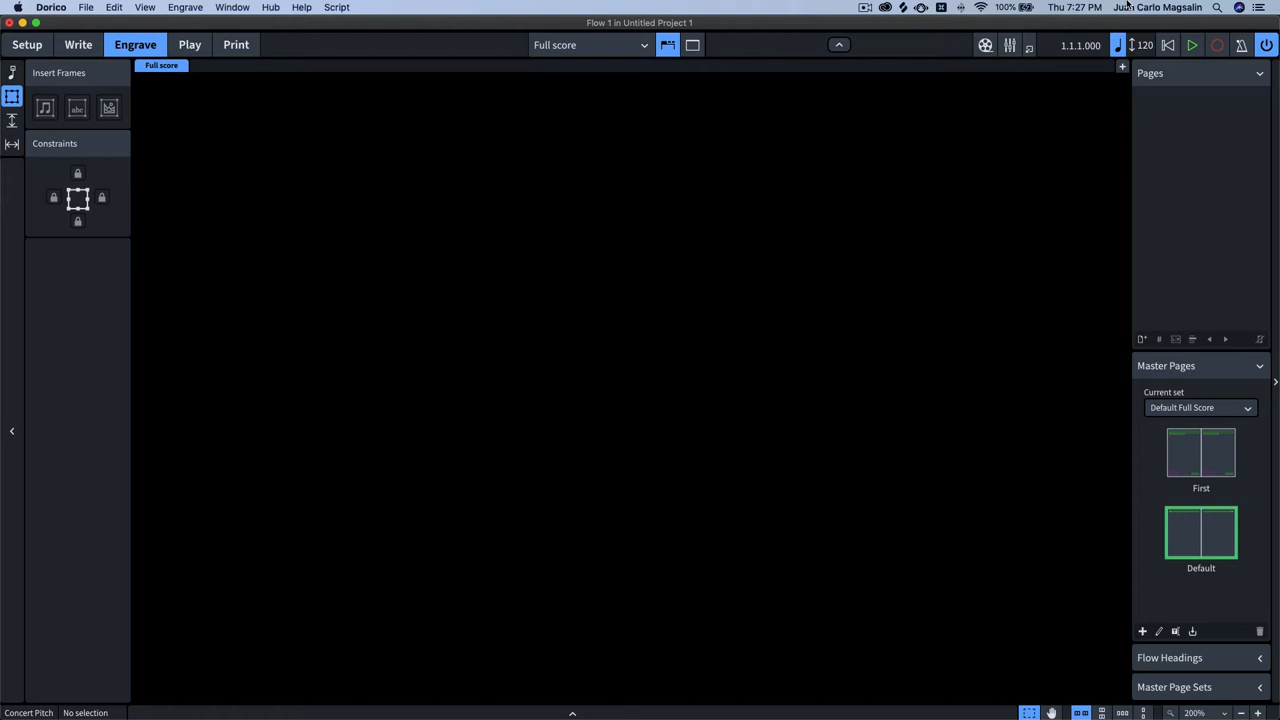 Dorico File Edit View Engrave Window Hub Help Script 100% Thu 7:27 PM Carlo Magsalin
Flow 1 in Untitled Project 1
Setup Write Engrave Play Print Full score 1.1.1.000 120
Full score
Insert Frames
abc
Constraints
Pages
Master Pages
Current set
Default Full Score
First
Default
Flow Headings
Master Page Sets
Concert Pitch No selection 200%